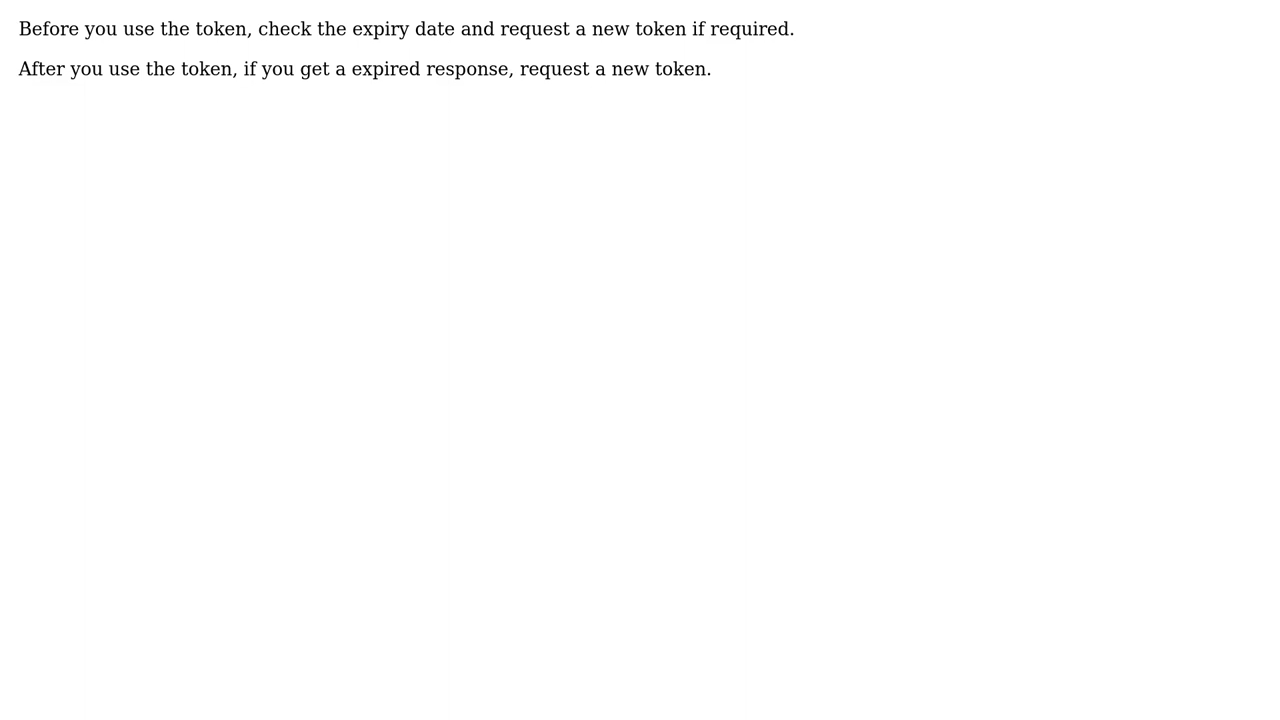 Before you use the token, check the expiry date and request a new token if required.
After you use the token, if you get a expired response, request a new token.